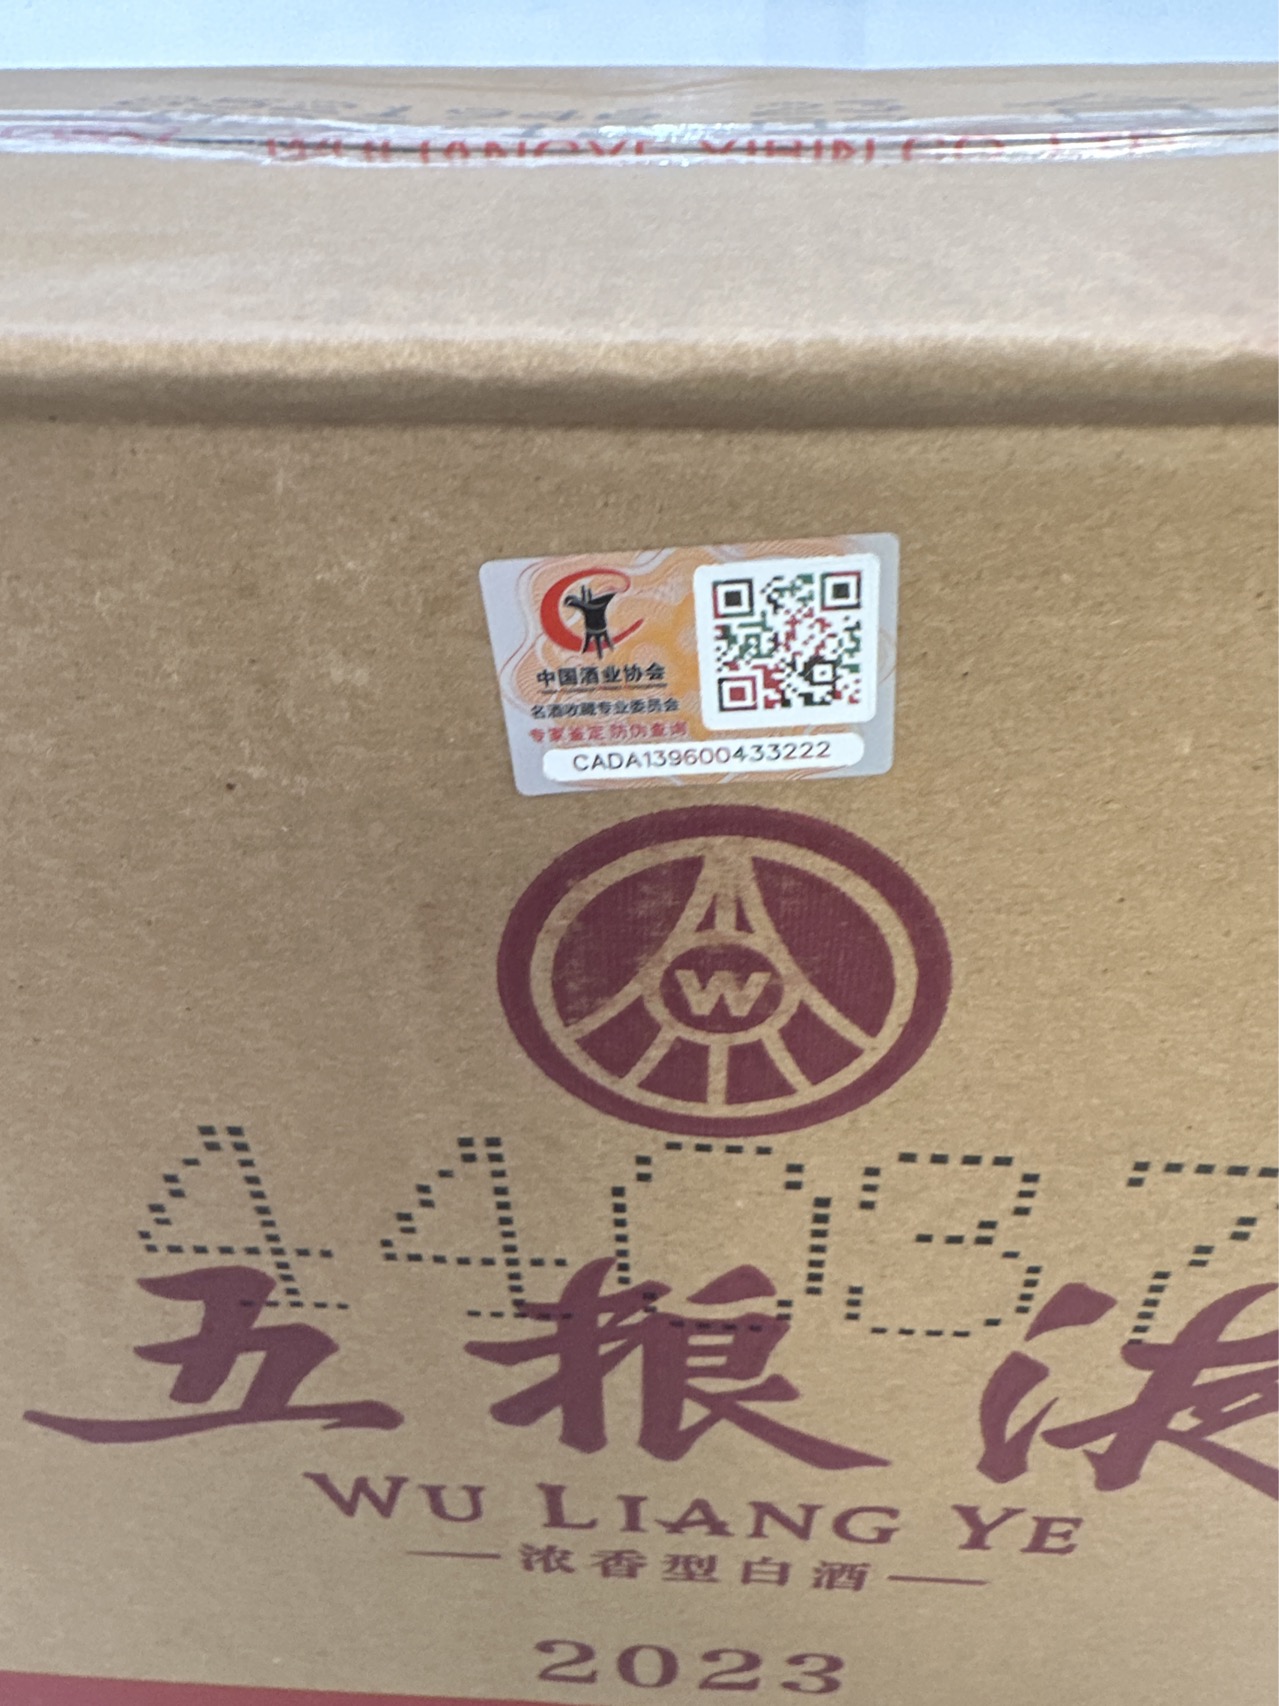 中国酒业协会
名酒收藏专业委员会
专家鉴定 防伪查询
CADA139600433222
W
44037
五粮液
WU LIANG YE
浓香型白酒
2023